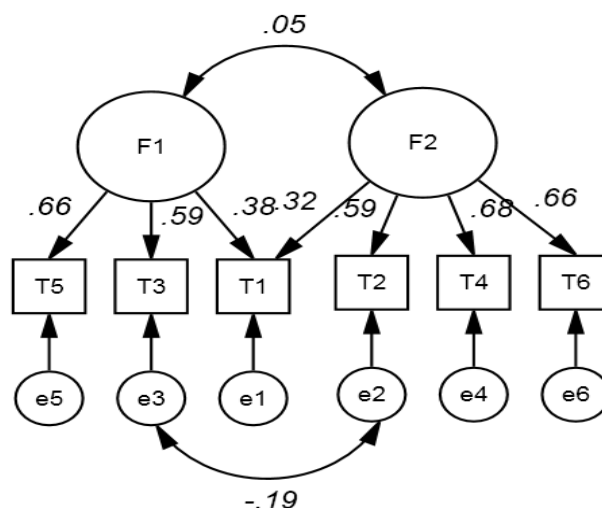 .05
F1
F2
.66
.59
.38
.32
.59
.68
.66
T5
T3
T1
T2
T4
T6
e5
e3
e1
e2
e4
e6
-.19